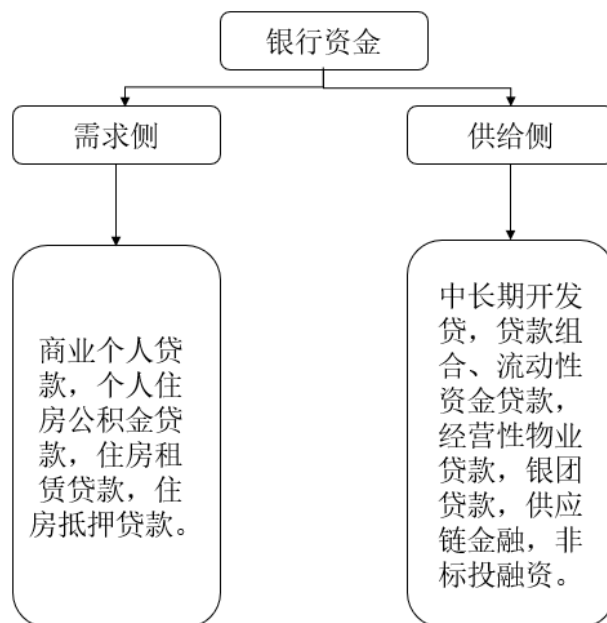 银行资金
需求侧
供给侧
商业个人贷
款，个人住
房公积金贷
款，住房租
赁贷款，住
房抵押贷款。
中长期开发
贷，贷款组
合、流动性
资金贷款，
经营性物业
贷款，银团
贷款，供应
链金融，非
标投融资。